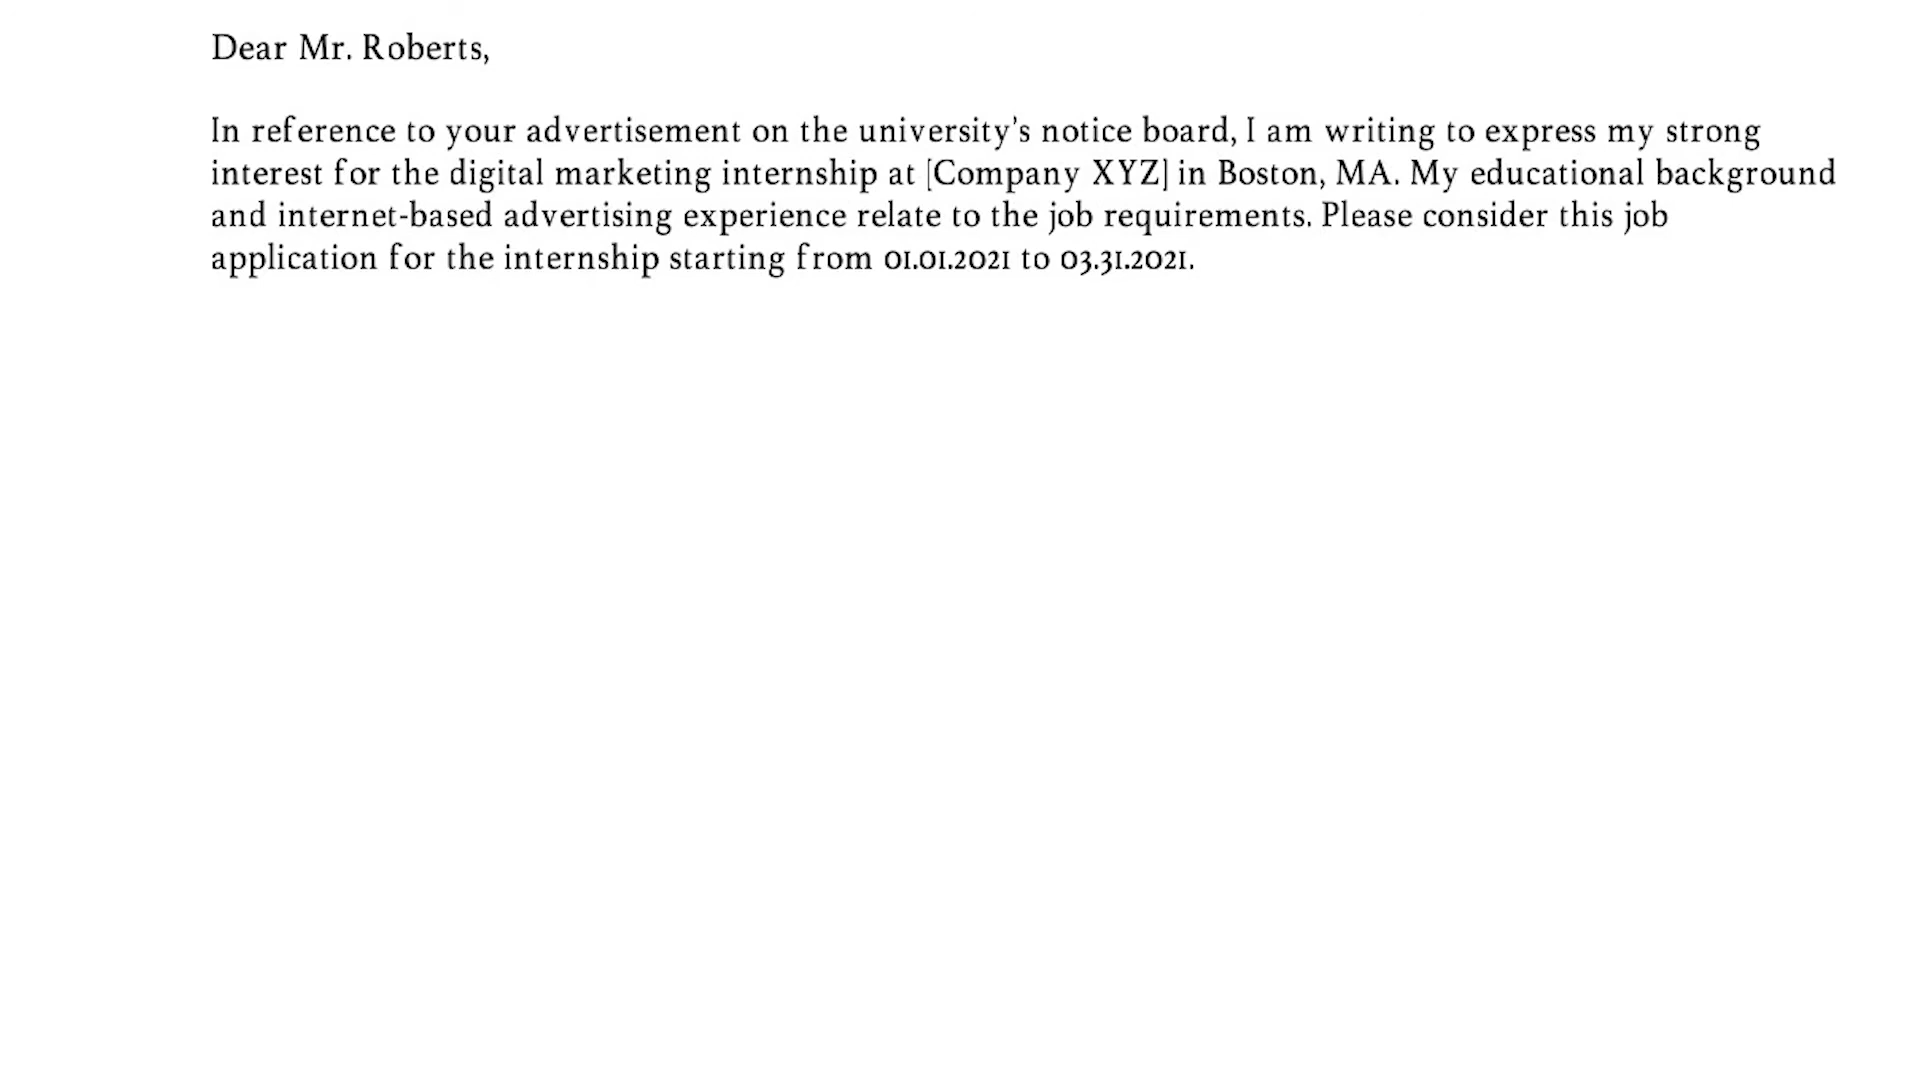 Dear Mr. Roberts,
In reference to your advertisement on the university's notice board, I am writing to express my strong
interest for the digital marketing internship at [Company XYZ] in Boston, MA. My educational background
and internet-based advertising experience relate to the job requirements. Please consider this job
application for the internship starting from 01.01.2021 to 03.31.2021.